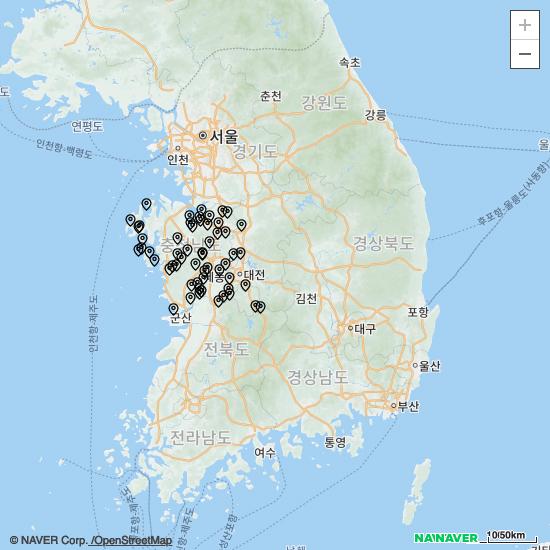 +
−
속초
춘천
강원도
강릉
연평도
서울
인천
경기도
인천항-백령도
후포항-울릉도(사동항)
경상북도
대전
김천
포항
군산
대구
전북도
경상남도
울산
부산
전라남도
여수
통영
인천항-제주도
© NAVER Corp. /OpenStreetMap
NAVER
10/50km